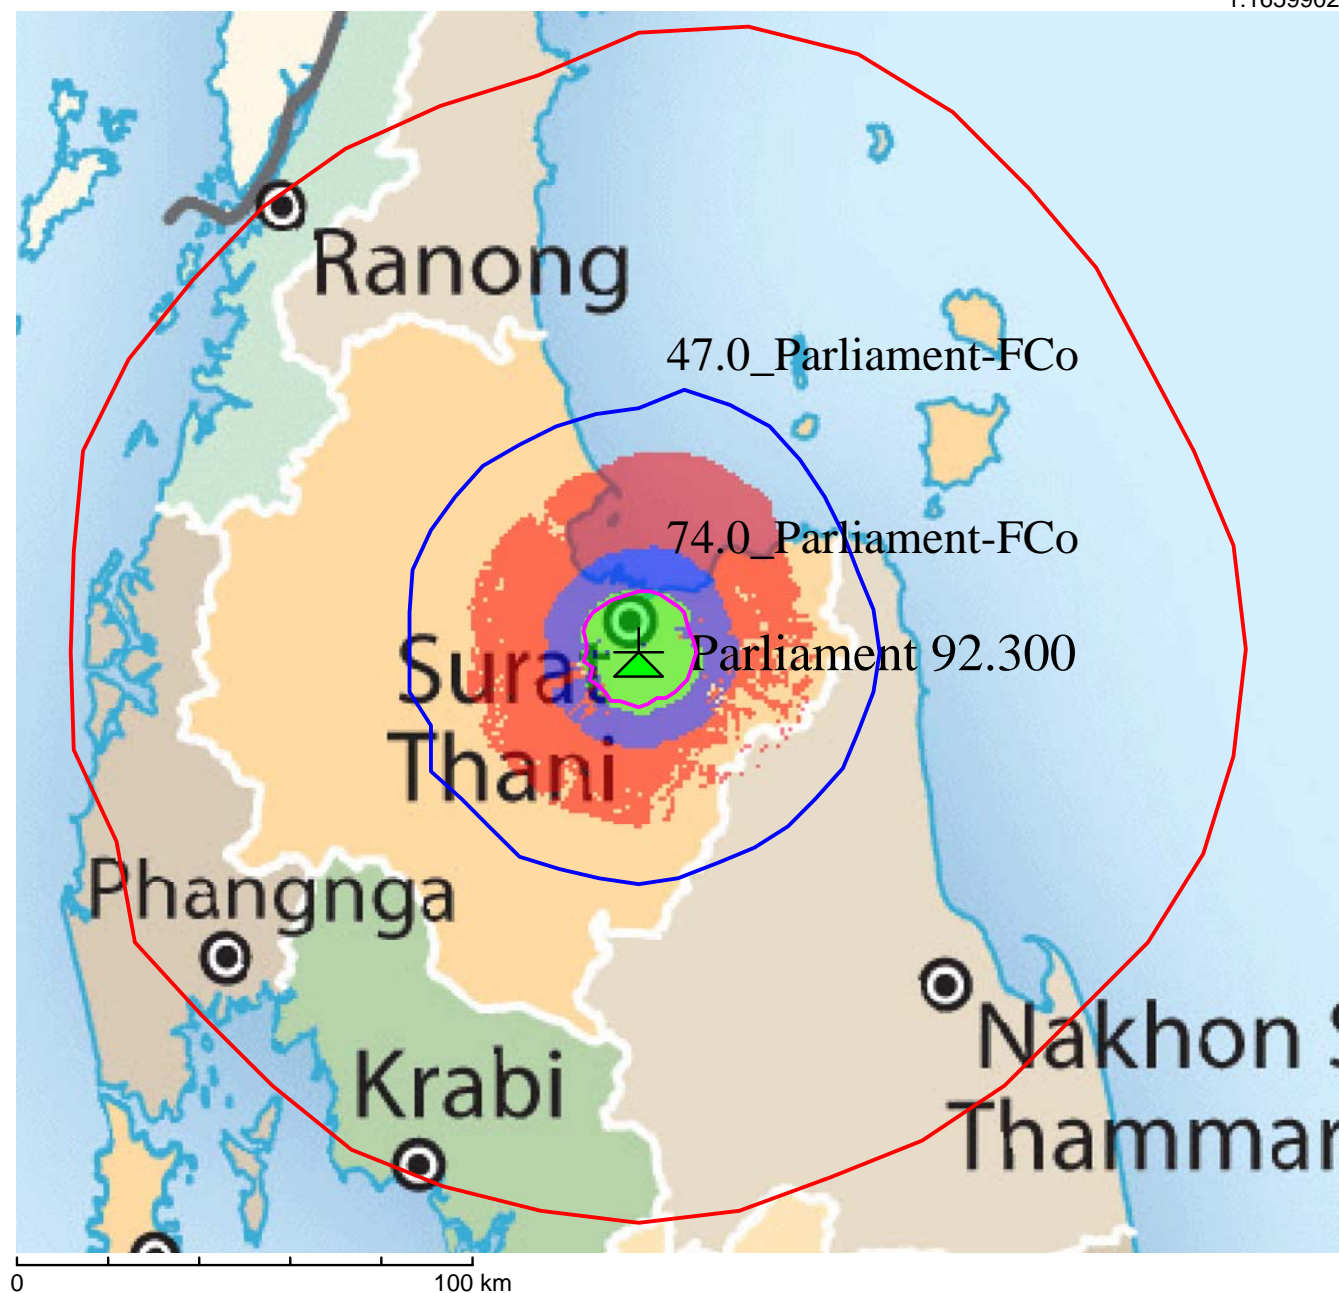 Ranong
47.0_Parliament-FCo
74.0_Parliament-FCo
Parliament 92.300
Surat
Thani
Phangnga
Nakhon
Krabi
Thammar
0
100 km